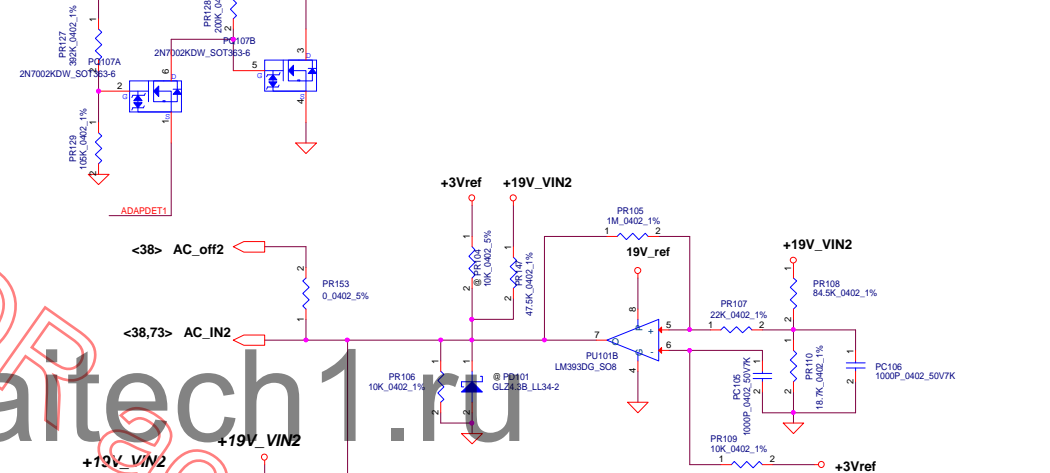 PR127
392K_0402_1%
PR128
PQ107B
2N7002KDW_SOT363-6
PQ107A
2N7002KDW_SOT363-6
PR129
105K_0402_1%
ADAPDET1
+3Vref
+19V_VIN2
PR105
1M_0402_1%
19V_ref
+19V_VIN2
<38> AC_off2
PR153
0_0402_5%
@ PR104
10K_0402_5%
PR147
47.5K_0402_1%
PR108
84.5K_0402_1%
PR107
22K_0402_1%
<38,73> AC_IN2
PU101B
LM393DG_SO8
PR106
10K_0402_1%
@ PD101
GLZ4.3B_LL34-2
PC105
1000P_0402_50V7K
PR110
18.7K_0402_1%
PC106
1000P_0402_50V7K
aitech1.ru
PR109
10K_0402_1%
+3Vref
+19V_VIN2
+19V_VIN2